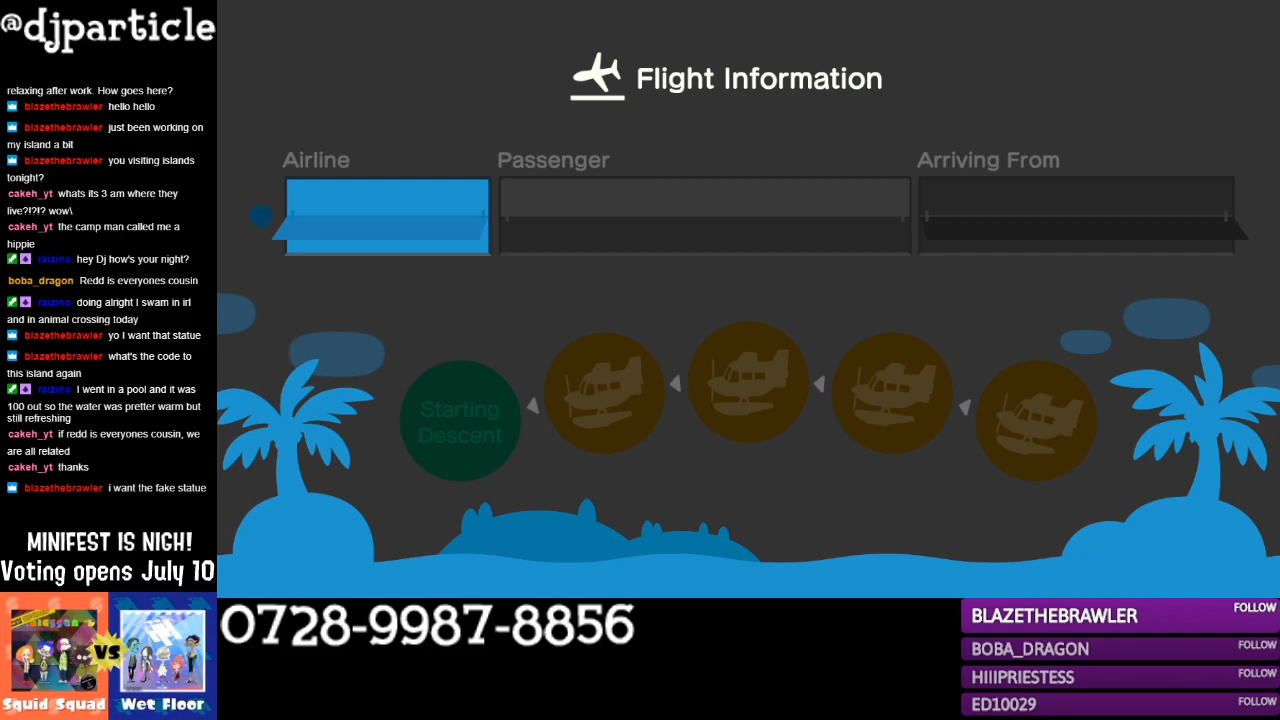 @djparticle
relaxing after work. How goes here?
blazethebrawler hello hello
blazethebrawler just been working on
my island a bit
blazethebrawler you visiting islands
tonight?
cakeh_yt whats its 3 am where they
live?!?!? wow\
cakeh_yt the camp man called me a
hippie
raizino hey Dj how's your night?
boba_dragon Redd is everyones cousin
raizino doing alright I swam in irl
and in animal crossing today
blazethebrawler yo I want that statue
blazethebrawler what's the code to
this island again
raizino I went in a pool and it was
100 out so the water was pretter warm but
still refreshing
cakeh_yt if redd is everyones cousin, we
are all related
cakeh_yt thanks
blazethebrawler i want the fake statue
MINIFEST IS NIGH!
Voting opens July 10
VS
Squid Squad
Wet Floor
Flight Information
Airline
Passenger
Arriving From
Starting
Descent
0728-9987-8856
BLAZETHEBRAWLER FOLLOW
BOBA_DRAGON FOLLOW
HIIIPRIESTESS FOLLOW
ED10029 FOLLOW